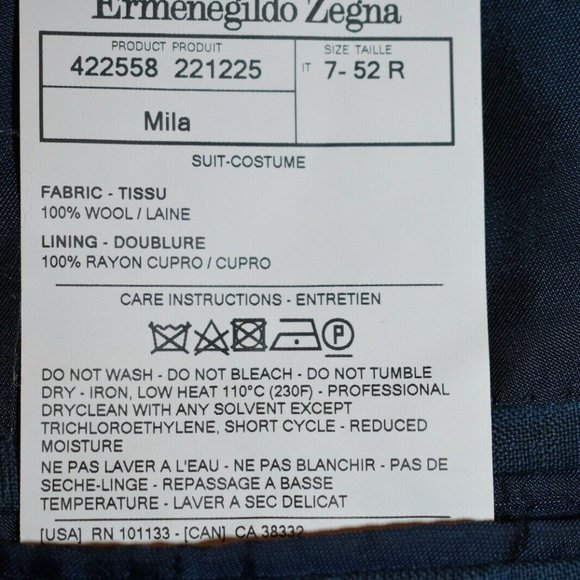 Ermenegildo Zegna
PRODUCT PRODUIT
422558 221225
SIZE TAILLE
IT 7- 52 R
Mila
SUIT-COSTUME
FABRIC - TISSU
100% WOOL / LAINE
LINING - DOUBLURE
100% RAYON CUPRO / CUPRO
CARE INSTRUCTIONS - ENTRETIEN
P
DO NOT WASH - DO NOT BLEACH - DO NOT TUMBLE
DRY - IRON, LOW HEAT 110°C (230F) - PROFESSIONAL
DRYCLEAN WITH ANY SOLVENT EXCEPT
TRICHLOROETHYLENE, SHORT CYCLE - REDUCED
MOISTURE
NE PAS LAVER A L'EAU - NE PAS BLANCHIR - PAS DE
SECHE-LINGE - REPASSAGE A BASSE
TEMPERATURE - LAVER A SEC DELICAT
[USA] RN 101133 - [CAN] CA 38332